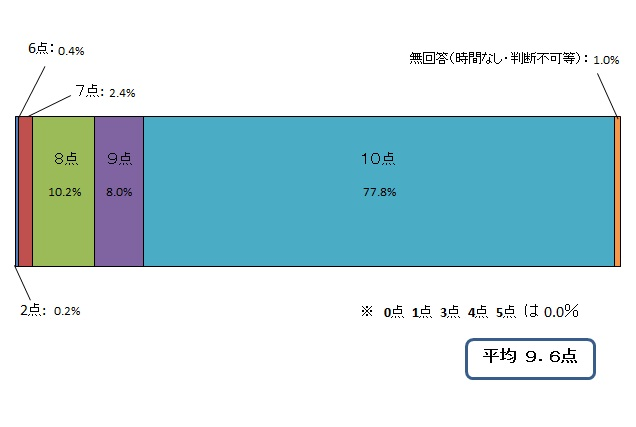 6点：0.4%
無回答（時間なし・判断不可等）：1.0%
７点：2.4%
８点 ９点 １０点
10.2% 8.0% 77.8%
2点：0.2%
※ 0点 1点 3点 4点 5点 は 0.0%
平均 ９．６点